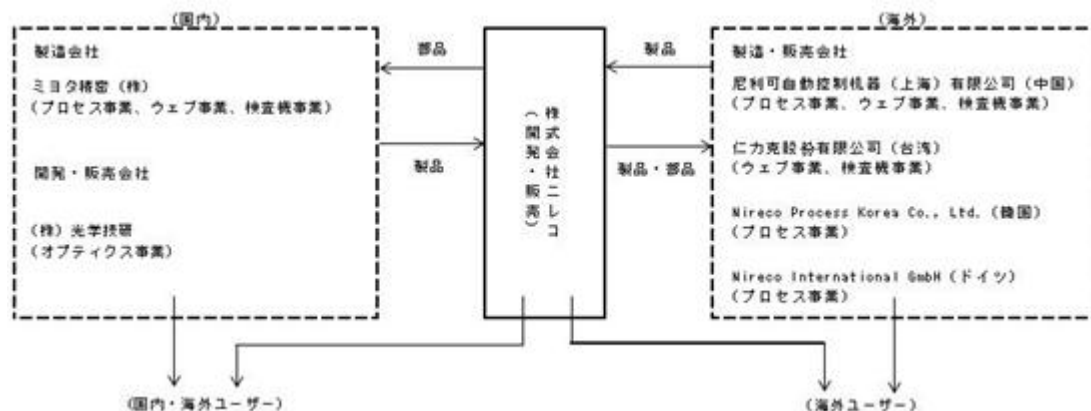 (国内)
製造会社
ミヨタ精密(株)
(プロセス事業、ウェブ事業、検査機事業)
開発・販売会社
(株)光学技研
(オプティクス事業)
部品
製品
株式会社ニレコ
(開発・販売)
製品
製品・部品
(海外)
製造・販売会社
尼利可自動控制机器(上海)有限公司(中国)
(プロセス事業、ウェブ事業、検査機事業)
仁力克股份有限公司(台湾)
(ウェブ事業、検査機事業)
Nireco Process Korea Co., Ltd.(韓国)
(プロセス事業)
Nireco International GmbH(ドイツ)
(プロセス事業)
(国内・海外ユーザー)
(海外ユーザー)